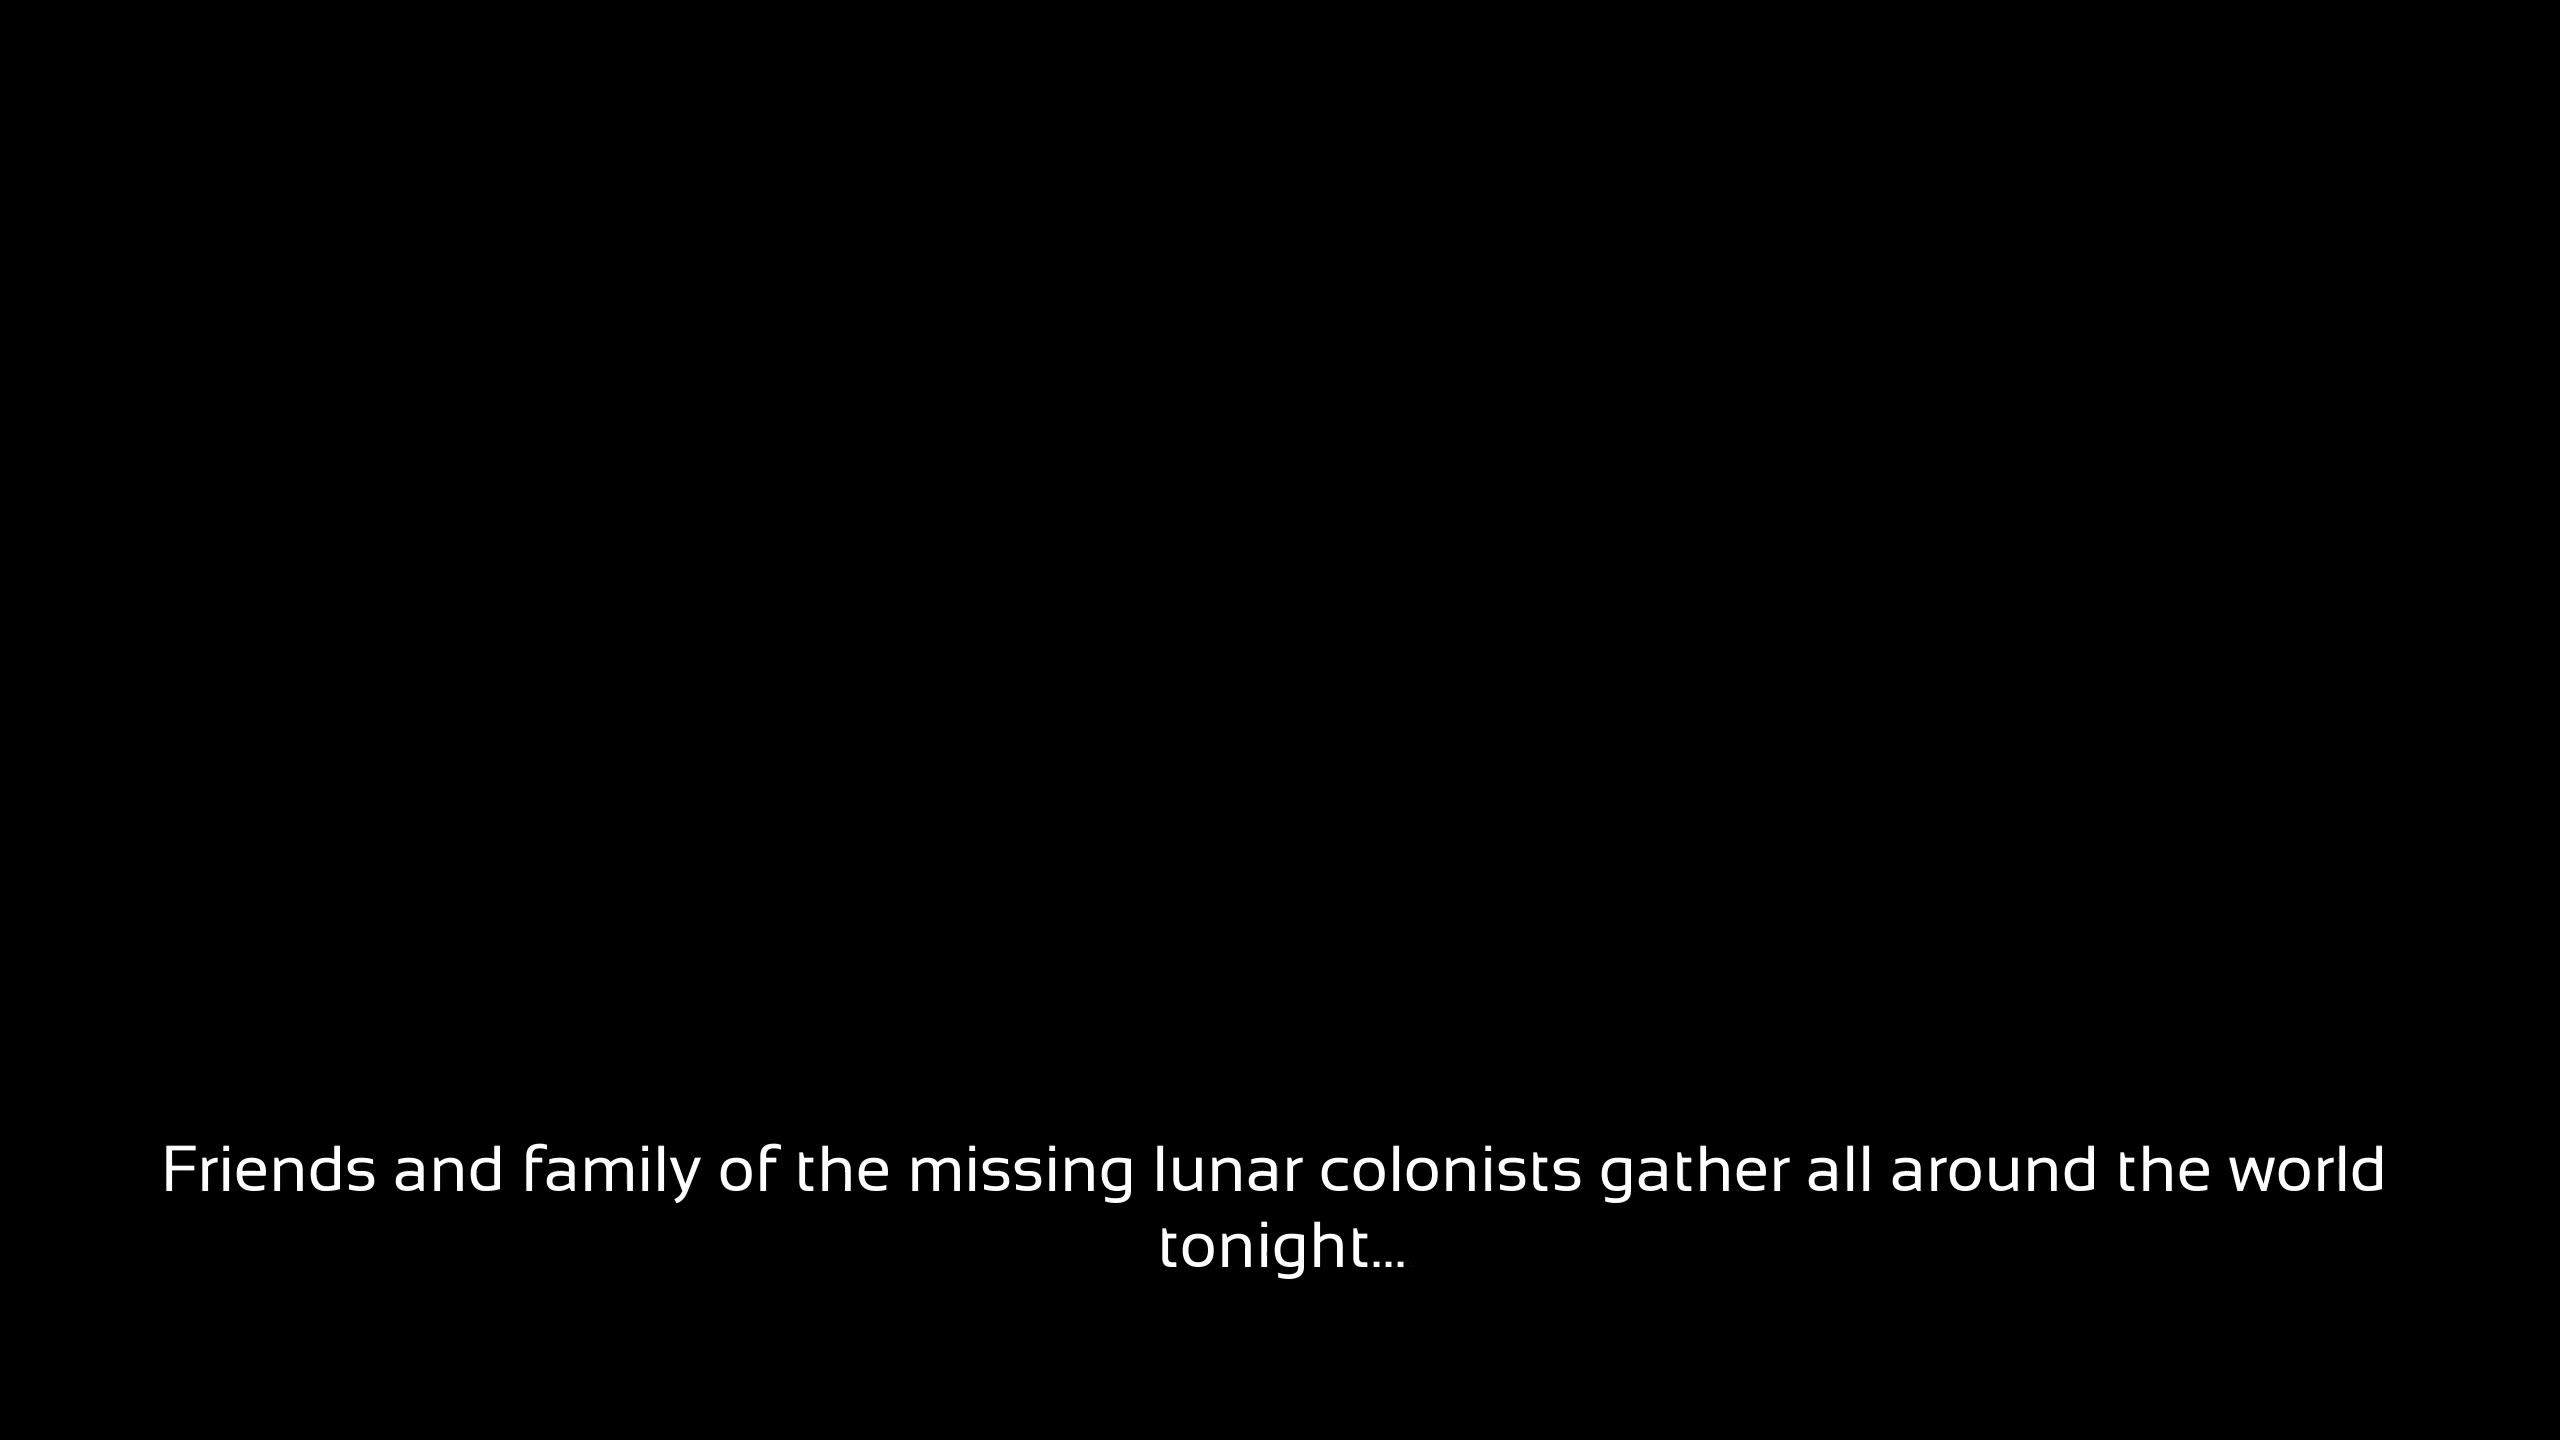 Friends and family of the missing lunar colonists gather all around the world
tonight...